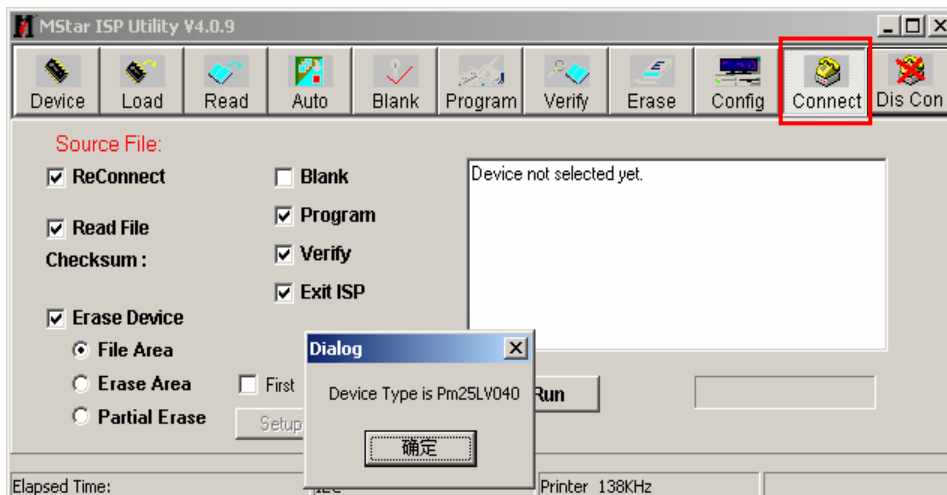 MStar ISP Utility V4.0.9
Device Load Read Auto Blank Program Verify Erase Config Connect Dis Con
Source File:
ReConnect
Blank
Device not selected yet.
Program
Read File
Checksum :
Verify
Exit ISP
Erase Device
File Area
Erase Area
First
Partial Erase
Setup
Run
Dialog
Device Type is Pm25LV040
确定
Elapsed Time:
Printer 138KHz